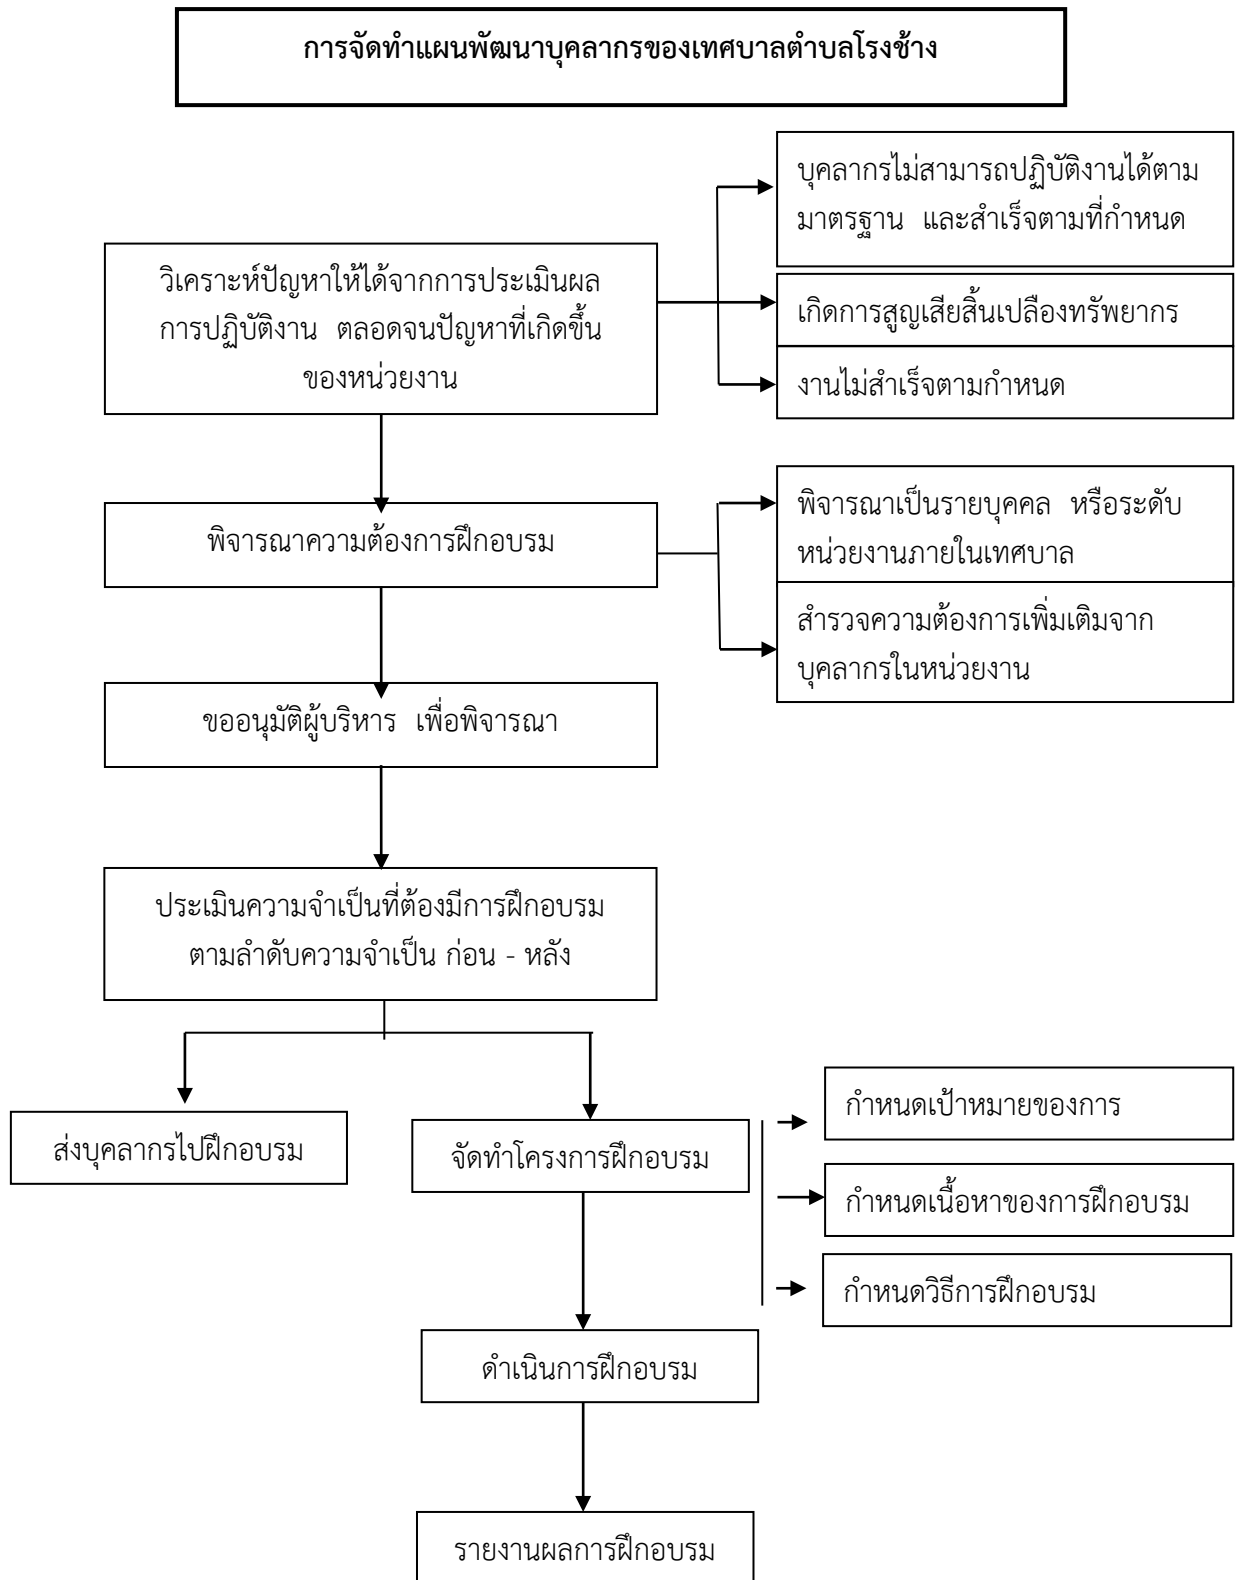 การจัดทำแผนพัฒนาบุคลากรของเทศบาลตำบลโรงช้าง
บุคลากรไม่สามารถปฏิบัติงานได้ตาม
มาตรฐาน และสำเร็จตามที่กำหนด
วิเคราะห์ปัญหาให้ได้จากการประเมินผล
การปฏิบัติงาน ตลอดจนปัญหาที่เกิดขึ้น
ของหน่วยงาน
เกิดการสูญเสียสิ้นเปลืองทรัพยากร
งานไม่สำเร็จตามกำหนด
พิจารณาความต้องการฝึกอบรม
พิจารณาเป็นรายบุคคล หรือระดับ
หน่วยงานภายในเทศบาล
สำรวจความต้องการเพิ่มเติมจาก
บุคลากรในหน่วยงาน
ขออนุมัติผู้บริหาร เพื่อพิจารณา
ประเมินความจำเป็นที่ต้องมีการฝึกอบรม
ตามลำดับความจำเป็น ก่อน - หลัง
ส่งบุคลากรไปฝึกอบรม
จัดทำโครงการฝึกอบรม
กำหนดเป้าหมายของการ
กำหนดเนื้อหาของการฝึกอบรม
กำหนดวิธีการฝึกอบรม
ดำเนินการฝึกอบรม
รายงานผลการฝึกอบรม